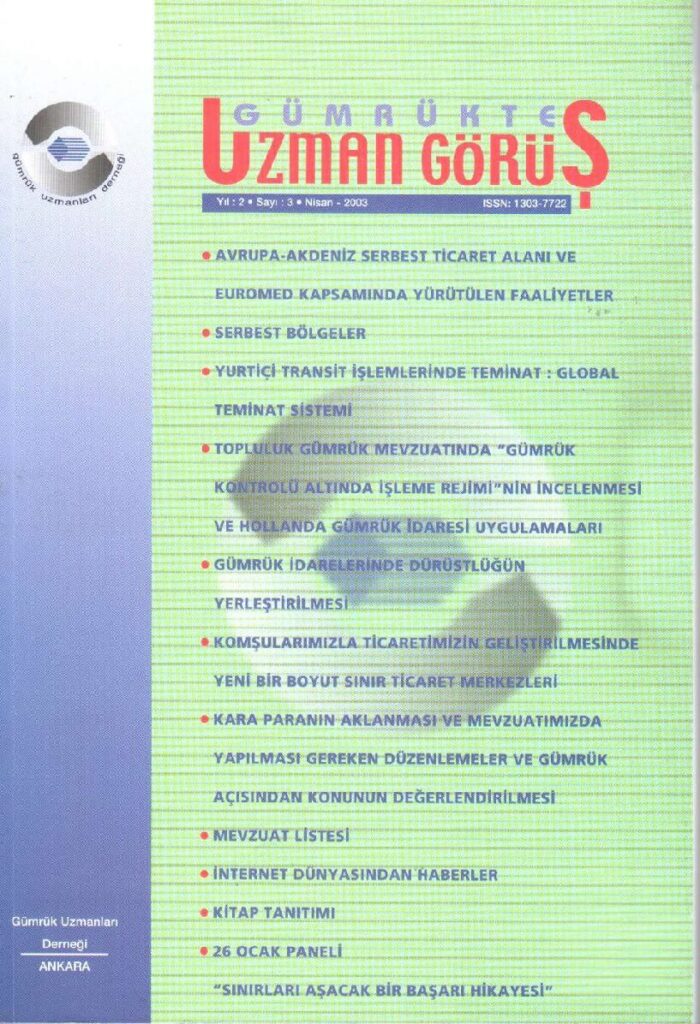 gümrük uzmanları derneği
GÜMRÜKTE
UZMAN GÖRÜŞ
Yıl : 2 • Sayı : 3 • Nisan - 2003 ISSN: 1303-7722
• AVRUPA-AKDENİZ SERBEST TİCARET ALANI VE
EUROMED KAPSAMINDA YÜRÜTÜLEN FAALİYETLER
• SERBEST BÖLGELER
• YURTİÇİ TRANSİT İŞLEMLERİNDE TEMİNAT : GLOBAL
TEMİNAT SİSTEMİ
• TOPLULUK GÜMRÜK MEVZUATINDA "GÜMRÜK
KONTROLÜ ALTINDA İŞLEME REJİMİ"NİN İNCELENMESİ
VE HOLLANDA GÜMRÜK İDARESİ UYGULAMALARI
• GÜMRÜK İDARELERİNDE DÜRÜSTLÜĞÜN
YERLEŞTİRİLMESİ
• KOMŞULARIMIZLA TİCARETİMİZİN GELİŞTİRİLMESİNDE
YENİ BİR BOYUT SINIR TİCARET MERKEZLERİ
• KARA PARANIN AKLANMASI VE MEVZUATIMIZDA
YAPILMASI GEREKEN DÜZENLEMELER VE GÜMRÜK
AÇISINDAN KONUNUN DEĞERLENDİRİLMESİ
• MEVZUAT LİSTESİ
• İNTERNET DÜNYASINDAN HABERLER
• KİTAP TANITIMI
• 26 OCAK PANELİ
"SINIRLARI AŞACAK BİR BAŞARI HİKAYESİ"
Gümrük Uzmanları
Derneği
ANKARA